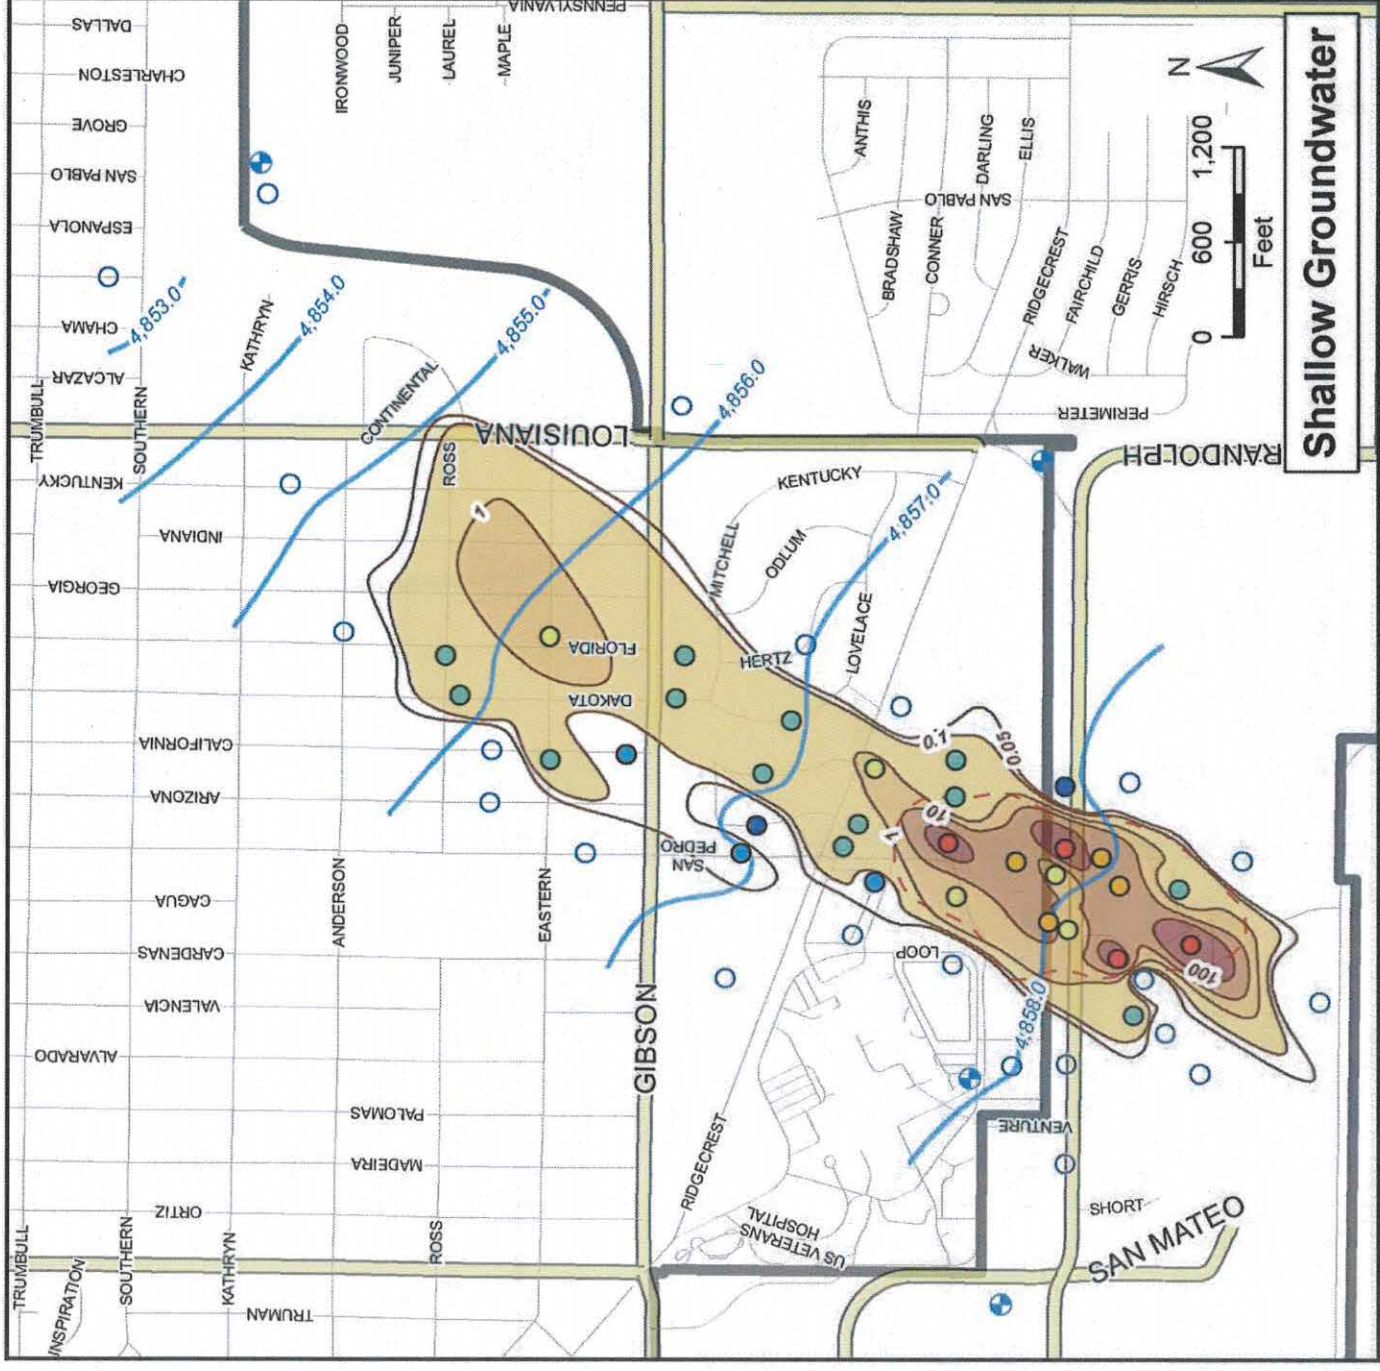 DALLAS
CHARLESTON
GROVE
SAN PABLO
ESPANOLA
CHAMA
ALCAZAR
TRUMBULL
SOUTHERN
KENTUCKY
INDIANA
GEORGIA
CALIFORNIA
ARIZONA
CAGUA
CARDENAS
VALENCIA
ALVARADO
PALOMAS
MADEIRA
ORTIZ
TRUMBULL
INSPIRATION
SOUTHERN
KATHRYN
ROSS
TRUMAN
ANDERSON
EASTERN
KATHRYN
CONTINENTAL
ROSS
IRONWOOD
JUNIPER
LAUREL
MAPLE
PENNSYLVANIA
LOUISIANA
GIBSON
4,853.0
4,854.0
4,855.0
4,856.0
4,857.0
4,858.0
FLORIDA
DAKOTA
HERTZ
MITCHELL
ODLUM
KENTUCKY
LOVELACE
SAN
PEDRO
LOOP
RIDGECREST
US VETERANS
HOSPITAL
VENTURE
SHORT
SAN MATEO
RANDOLPH
PERIMETER
WALKER
ANTHIS
BRADSHAW
CONNER
SAN PABLO
DARLING
ELLIS
RIDGECREST
FAIRCHILD
GERRIS
HIRSCH
1
1
10
100
0.1
0.05
N
0 600 1,200
Feet
Shallow Groundwater